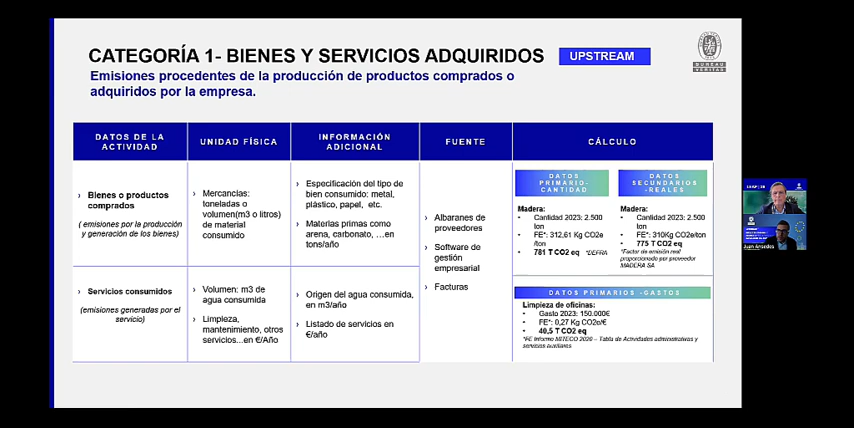 CATEGORÍA 1- BIENES Y SERVICIOS ADQUIRIDOS
UPSTREAM
BUREAU
VERITAS
Emisiones procedentes de la producción de productos comprados o
adquiridos por la empresa.
DATOS DE LA
ACTIVIDAD
UNIDAD FÍSICA
INFORMACIÓN
ADICIONAL
FUENTE
CÁLCULO
› Bienes o productos
comprados
( emisiones por la producción
y generación de los bienes)
› Mercancías:
toneladas o
volumen(m3 o litros)
de material
consumido
› Especificación del tipo de
bien consumido: metal,
plástico, papel, etc.
› Materias primas como
arena, carbonato, ...en
tons/año
› Albaranes de
proveedores
› Software de
gestión
empresarial
› Facturas
DATOS
PRIMARIO-
CANTIDAD
Madera:
• Cantidad 2023: 2.500
ton
• FE*: 312,61 KG CO2e
/ton
• 781 T CO2 eq *DEFRA
DATOS
SECUNDARIOS
-REALES
Madera:
• Cantidad 2023: 2.500
ton
• FE*: 310Kg CO2e/ton
• 775 T CO2 eq
*Factor de emisión real
proporcionado por proveedor
MADERA SA
› Servicios consumidos
(emisiones generadas por el
servicio)
› Volumen: m3 de
agua consumida
› Limpieza,
mantenimiento, otros
servicios...en €/Año
› Origen del agua consumida,
en m3/año
› Listado de servicios en
€/año
DATOS PRIMARIOS -GASTOS
Limpieza de oficinas:
• Gasto 2023: 150.000€
• FE*: 0,27 Kg CO2e/€
• 40,5 T CO2 eq
*FE Informe MITECO 2020 – Tabla de Actividades administrativas y
servicios auxiliares